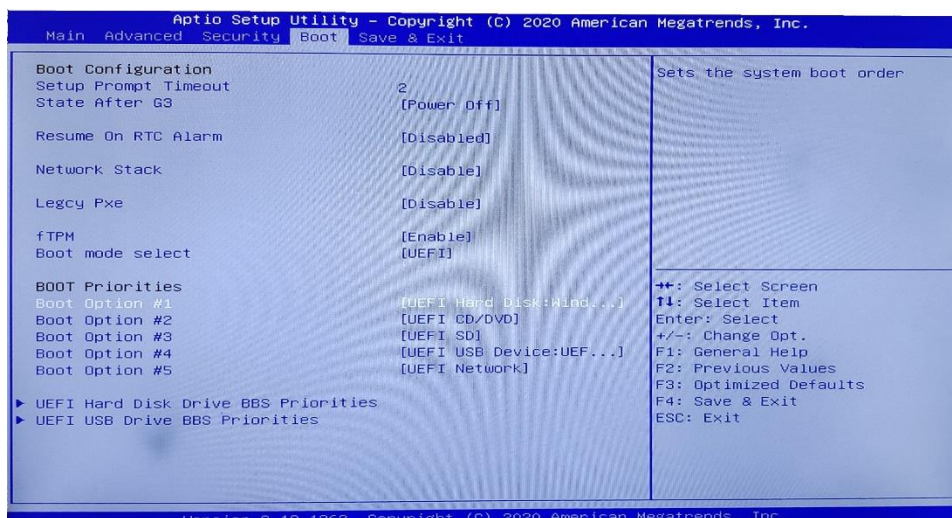 Aptio Setup Utility – Copyright (C) 2020 American Megatrends, Inc.
Main Advanced Security Boot Save & Exit
Boot Configuration
Setup Prompt Timeout 2
State After G3 [Power Off]
Resume On RTC Alarm [Disabled]
Network Stack [Disable]
Legcy Pxe [Disable]
fTPM [Enable]
Boot mode select [UEFI]
BOOT Priorities
Boot Option #1 [UEFI Hard Disk:Wind...]
Boot Option #2 [UEFI CD/DVD]
Boot Option #3 [UEFI SD]
Boot Option #4 [UEFI USB Device:UEF...]
Boot Option #5 [UEFI Network]
UEFI Hard Disk Drive BBS Priorities
UEFI USB Drive BBS Priorities
Sets the system boot order
→←: Select Screen
↑↓: Select Item
Enter: Select
+/-: Change Opt.
F1: General Help
F2: Previous Values
F3: Optimized Defaults
F4: Save & Exit
ESC: Exit
Copyright (C) 2020 American Megatrends, Inc.